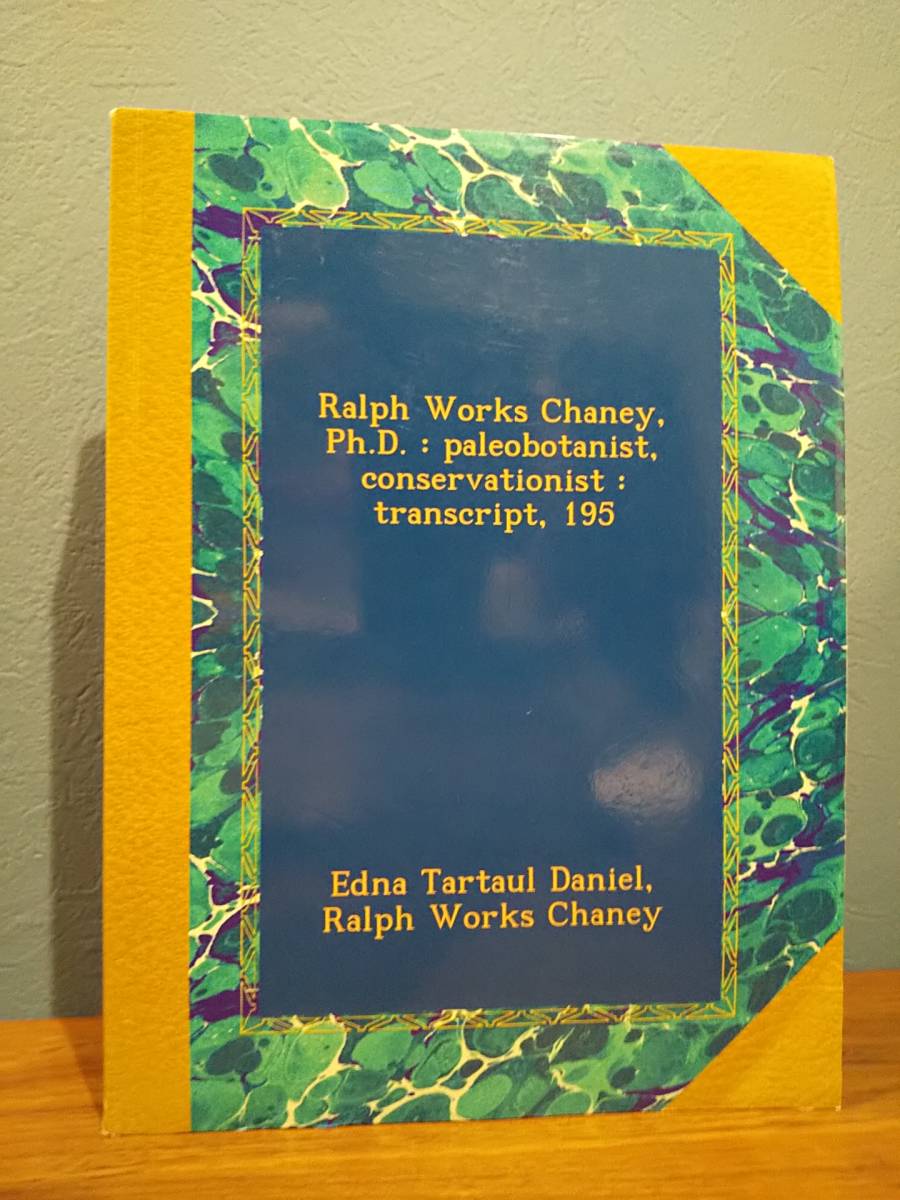 Ralph Works Chaney,
Ph.D. : paleobotanist,
conservationist :
transcript, 195
Edna Tartaul Daniel,
Ralph Works Chaney